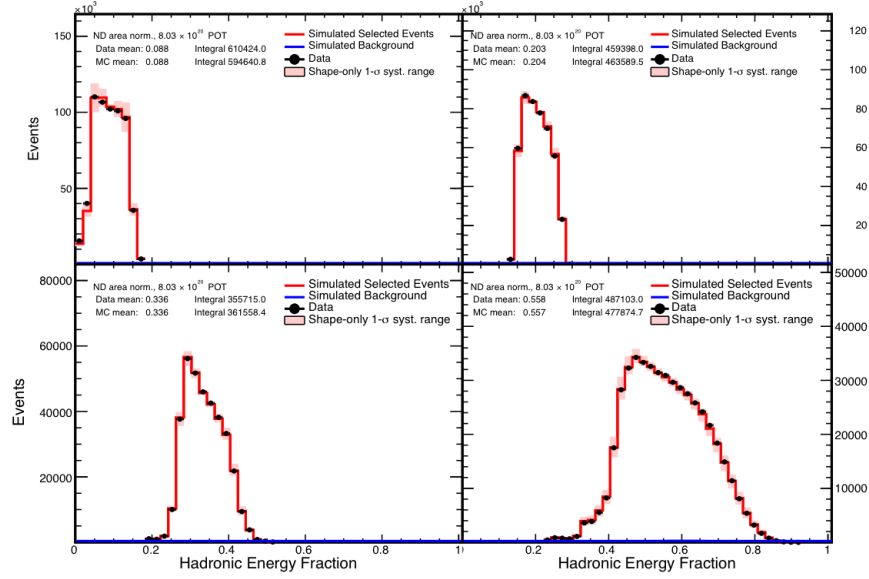 ×10³
ND area norm., 8.03 × 10²⁰ POT
Data mean: 0.088 Integral 610424.0
MC mean: 0.088 Integral 594640.8
Simulated Selected Events
Simulated Background
Data
Shape-only 1-σ syst. range
150
100
50
Events
×10³
ND area norm., 8.03 × 10²⁰ POT
Data mean: 0.203 Integral 459398.0
MC mean: 0.204 Integral 463589.5
Simulated Selected Events
Simulated Background
Data
Shape-only 1-σ syst. range
120
100
80
60
40
20
ND area norm., 8.03 × 10²⁰ POT
Data mean: 0.336 Integral 355715.0
MC mean: 0.336 Integral 361558.4
Simulated Selected Events
Simulated Background
Data
Shape-only 1-σ syst. range
80000
60000
40000
20000
Events
0 0.2 0.4 0.6 0.8 1
Hadronic Energy Fraction
ND area norm., 8.03 × 10²⁰ POT
Data mean: 0.558 Integral 487103.0
MC mean: 0.557 Integral 477874.7
Simulated Selected Events
Simulated Background
Data
Shape-only 1-σ syst. range
50000
40000
30000
20000
10000
0.2 0.4 0.6 0.8 1
Hadronic Energy Fraction